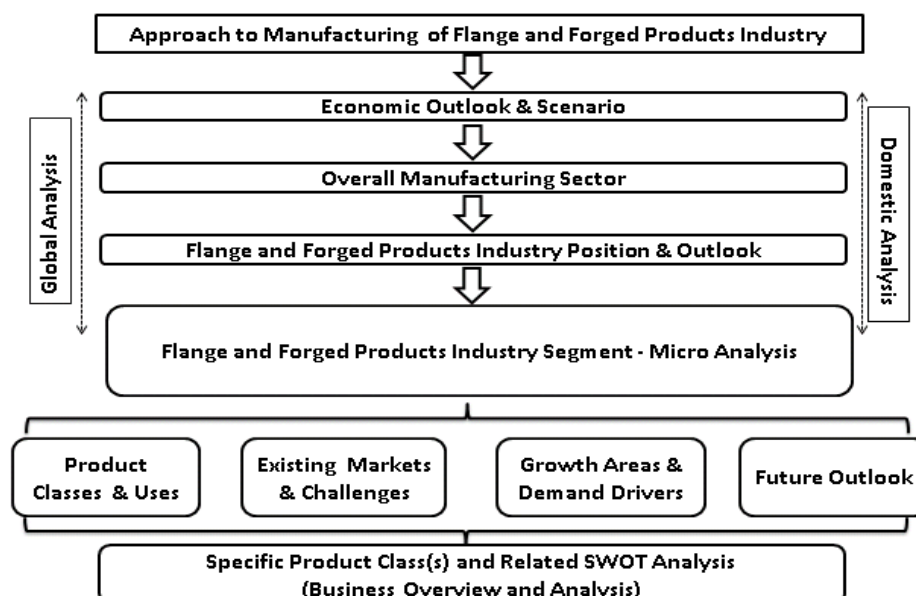 Approach to Manufacturing of Flange and Forged Products Industry
Economic Outlook & Scenario
Overall Manufacturing Sector
Flange and Forged Products Industry Position & Outlook
Global Analysis
Domestic Analysis
Flange and Forged Products Industry Segment - Micro Analysis
Product
Classes & Uses
Existing Markets
& Challenges
Growth Areas &
Demand Drivers
Future Outlook
Specific Product Class(s) and Related SWOT Analysis
(Business Overview and Analysis)